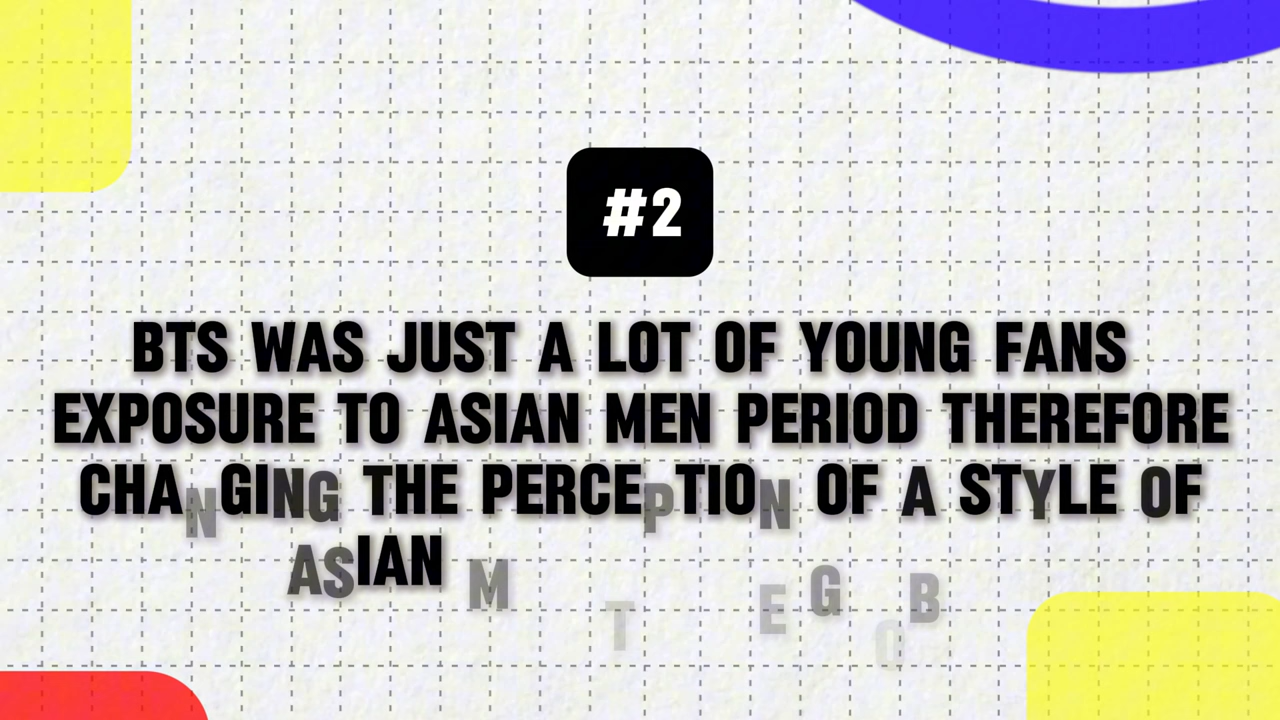 #2
BTS WAS JUST A LOT OF YOUNG FANS
EXPOSURE TO ASIAN MEN PERIOD THEREFORE
CHANGING THE PERCEPTION OF A STYLE OF
ASIAN